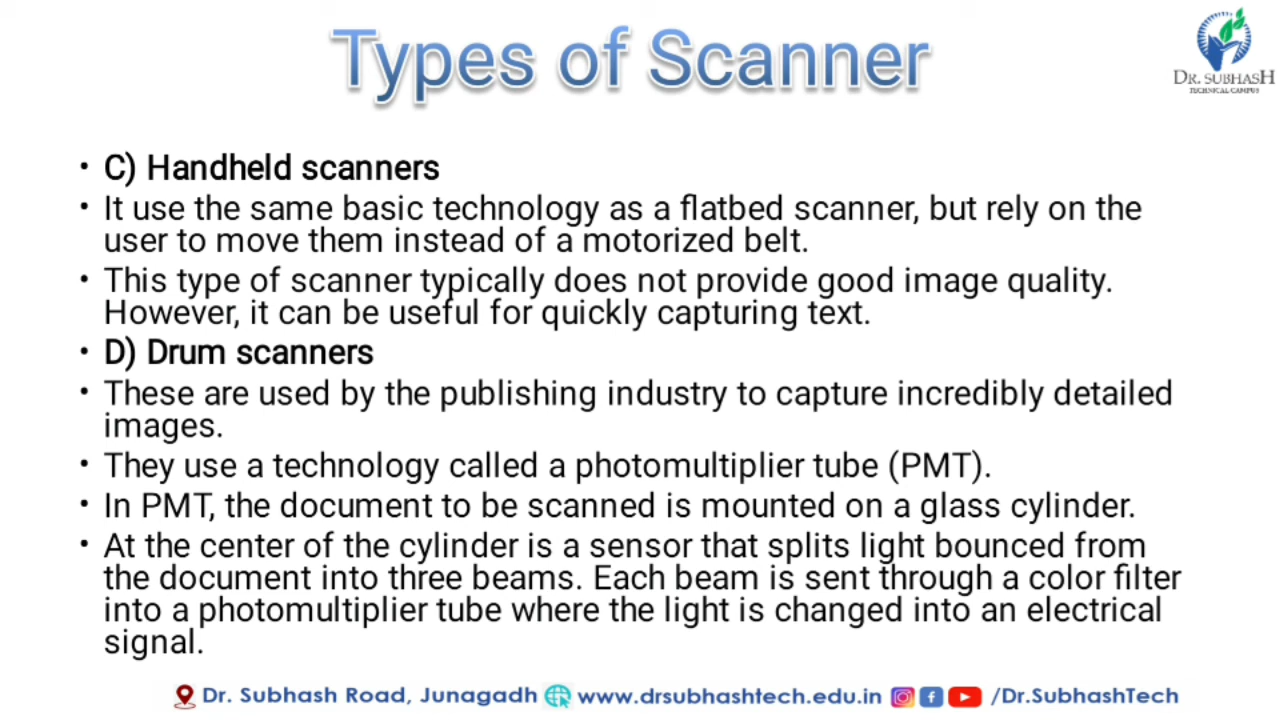 Types of Scanner
DR. SUBHASH
TECHNICAL CAMPUS
• C) Handheld scanners
• It use the same basic technology as a flatbed scanner, but rely on the
user to move them instead of a motorized belt.
• This type of scanner typically does not provide good image quality.
However, it can be useful for quickly capturing text.
• D) Drum scanners
• These are used by the publishing industry to capture incredibly detailed
images.
• They use a technology called a photomultiplier tube (PMT).
• In PMT, the document to be scanned is mounted on a glass cylinder.
• At the center of the cylinder is a sensor that splits light bounced from
the document into three beams. Each beam is sent through a color filter
into a photomultiplier tube where the light is changed into an electrical
signal.
Dr. Subhash Road, Junagadh www.drsubhashtech.edu.in /Dr.SubhashTech